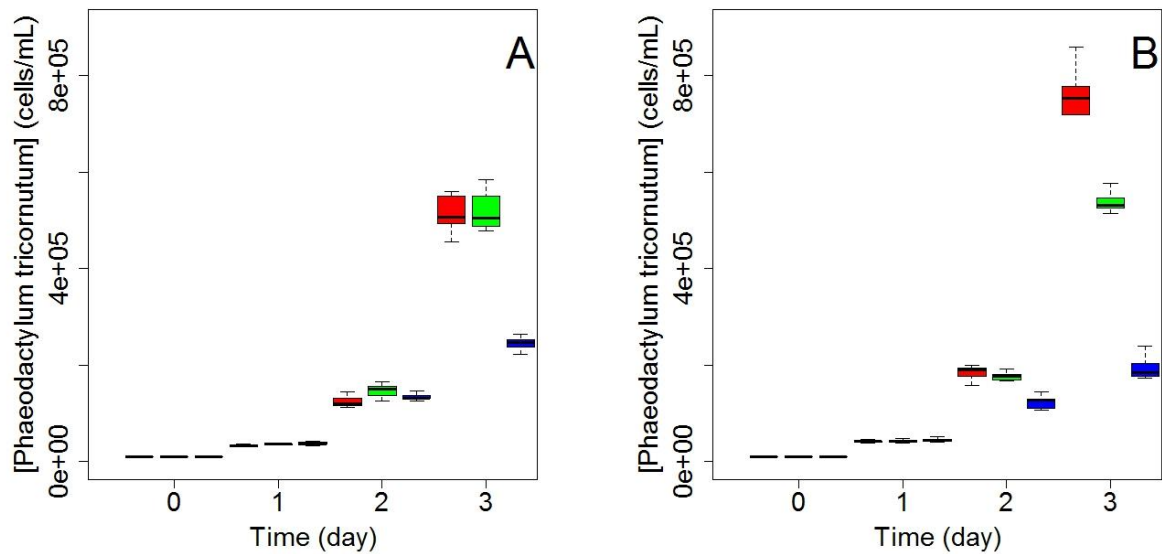 A
[Phaeodactylum tricornutum] (cells/mL)
8e+05
4e+05
0e+00
0 1 2 3
Time (day)
B
[Phaeodactylum tricornutum] (cells/mL)
8e+05
4e+05
0e+00
0 1 2 3
Time (day)